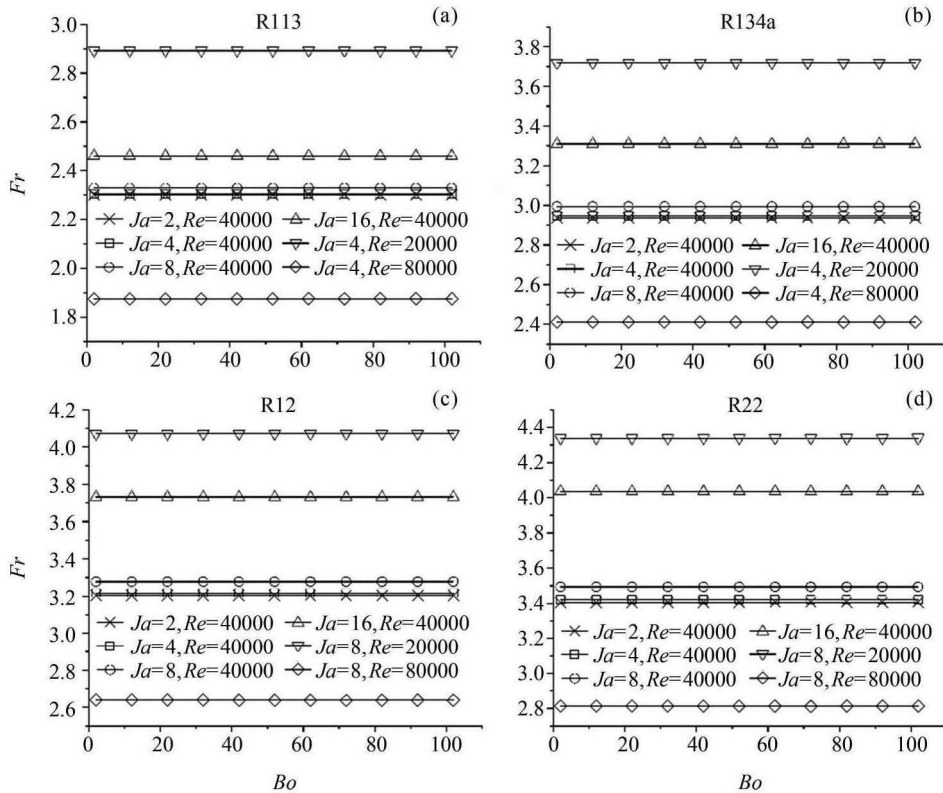 R113
(a)
3.0
2.8
2.6
2.4
2.2
2.0
1.8
Fr
Ja=2,Re=40000
Ja=16,Re=40000
Ja=4,Re=40000
Ja=4,Re=20000
Ja=8,Re=40000
Ja=4,Re=80000
0 20 40 60 80 100
R134a
(b)
3.8
3.6
3.4
3.2
3.0
2.8
2.6
2.4
Ja=2,Re=40000
Ja=16,Re=40000
Ja=4,Re=40000
Ja=4,Re=20000
Ja=8,Re=40000
Ja=4,Re=80000
0 20 40 60 80 100
R12
(c)
4.2
4.0
3.8
3.6
3.4
3.2
3.0
2.8
2.6
Fr
Ja=2,Re=40000
Ja=16,Re=40000
Ja=4,Re=40000
Ja=8,Re=20000
Ja=8,Re=40000
Ja=8,Re=80000
0 20 40 60 80 100
Bo
R22
(d)
4.4
4.2
4.0
3.8
3.6
3.4
3.2
3.0
2.8
Ja=2,Re=40000
Ja=16,Re=40000
Ja=4,Re=40000
Ja=8,Re=20000
Ja=8,Re=40000
Ja=8,Re=80000
0 20 40 60 80 100
Bo